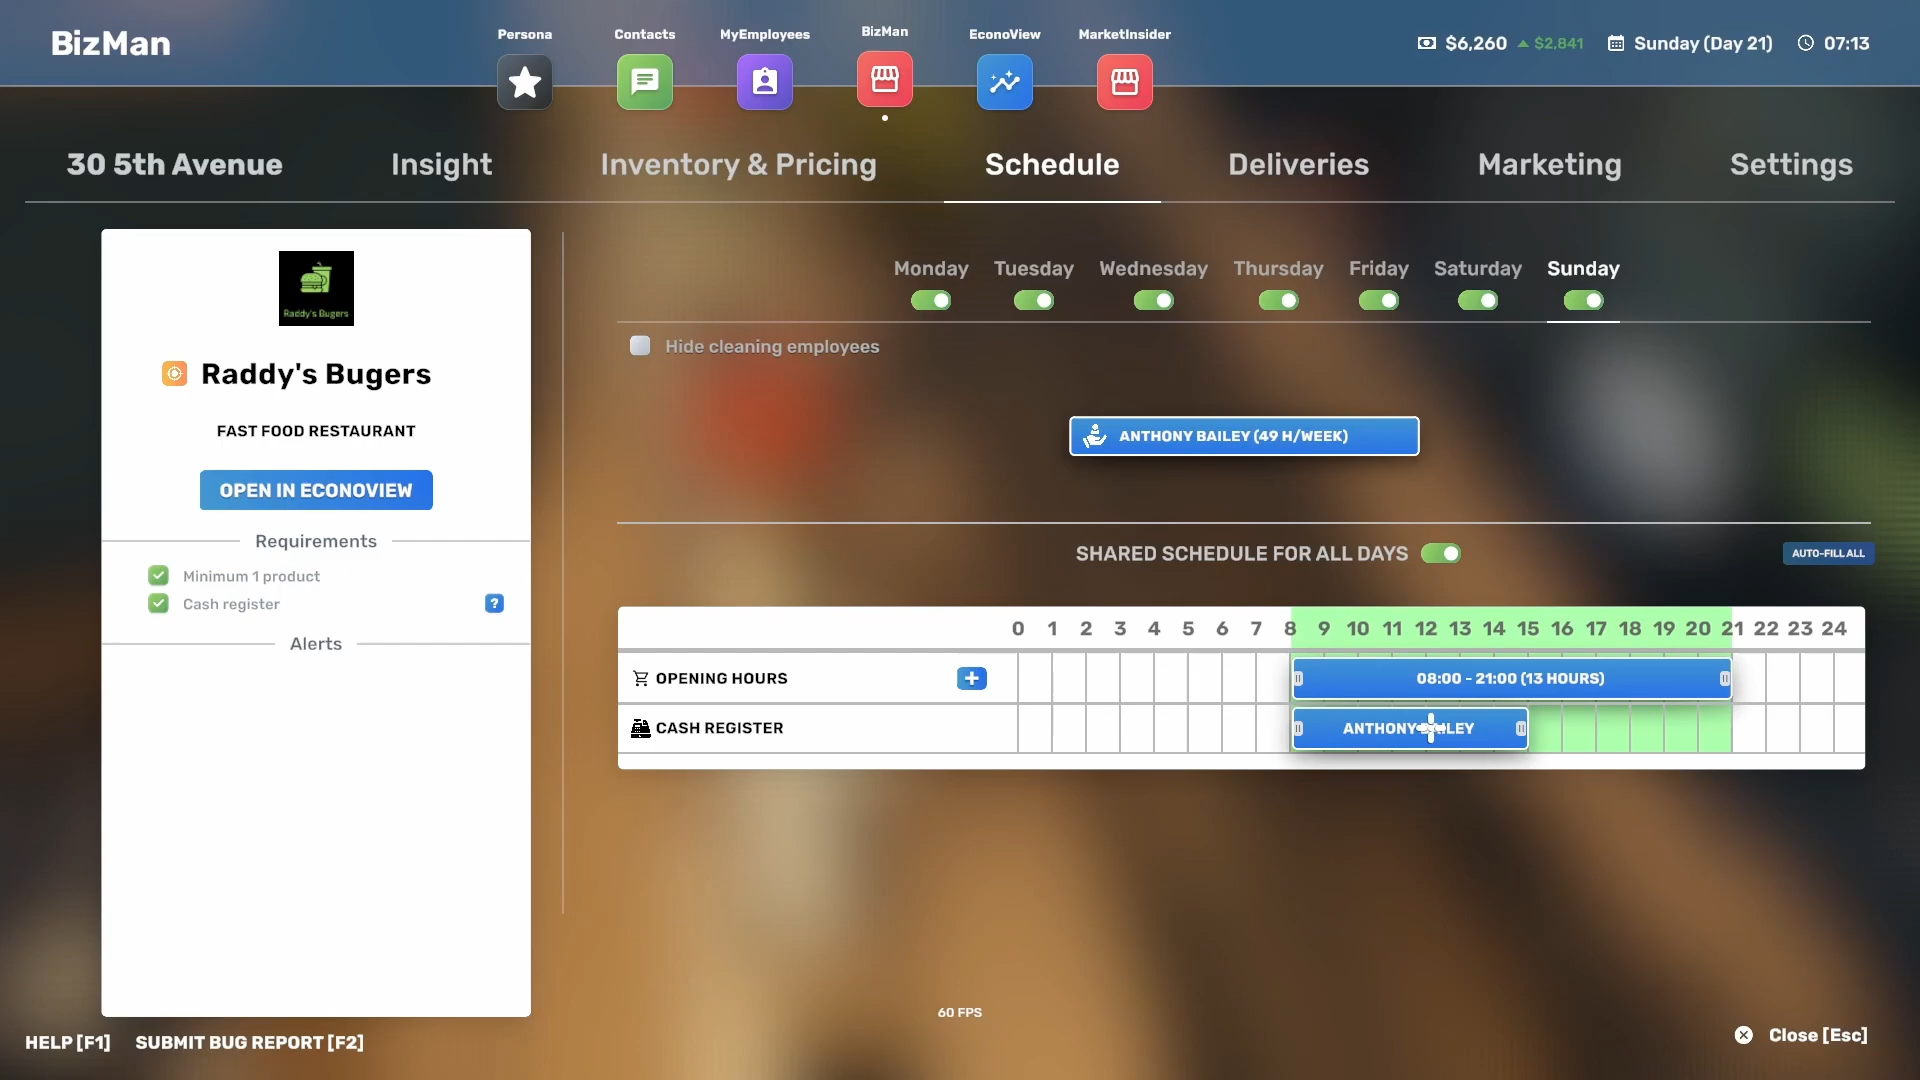 BizMan
Persona
Contacts
MyEmployees
BizMan
EconoView
MarketInsider
$6,260 $2,841 Sunday (Day 21) 07:13
30 5th Avenue Insight Inventory & Pricing Schedule Deliveries Marketing Settings
Raddy's Bugers
Raddy's Bugers
FAST FOOD RESTAURANT
OPEN IN ECONOVIEW
Requirements
Minimum 1 product
Cash register ?
Alerts
Monday Tuesday Wednesday Thursday Friday Saturday Sunday
Hide cleaning employees
ANTHONY BAILEY (49 H/WEEK)
SHARED SCHEDULE FOR ALL DAYS
AUTO-FILL ALL
0 1 2 3 4 5 6 7 8 9 10 11 12 13 14 15 16 17 18 19 20 21 22 23 24
OPENING HOURS
08:00 - 21:00 (13 HOURS)
CASH REGISTER
ANTHONY BAILEY
60 FPS
HELP [F1] SUBMIT BUG REPORT [F2]
Close [Esc]